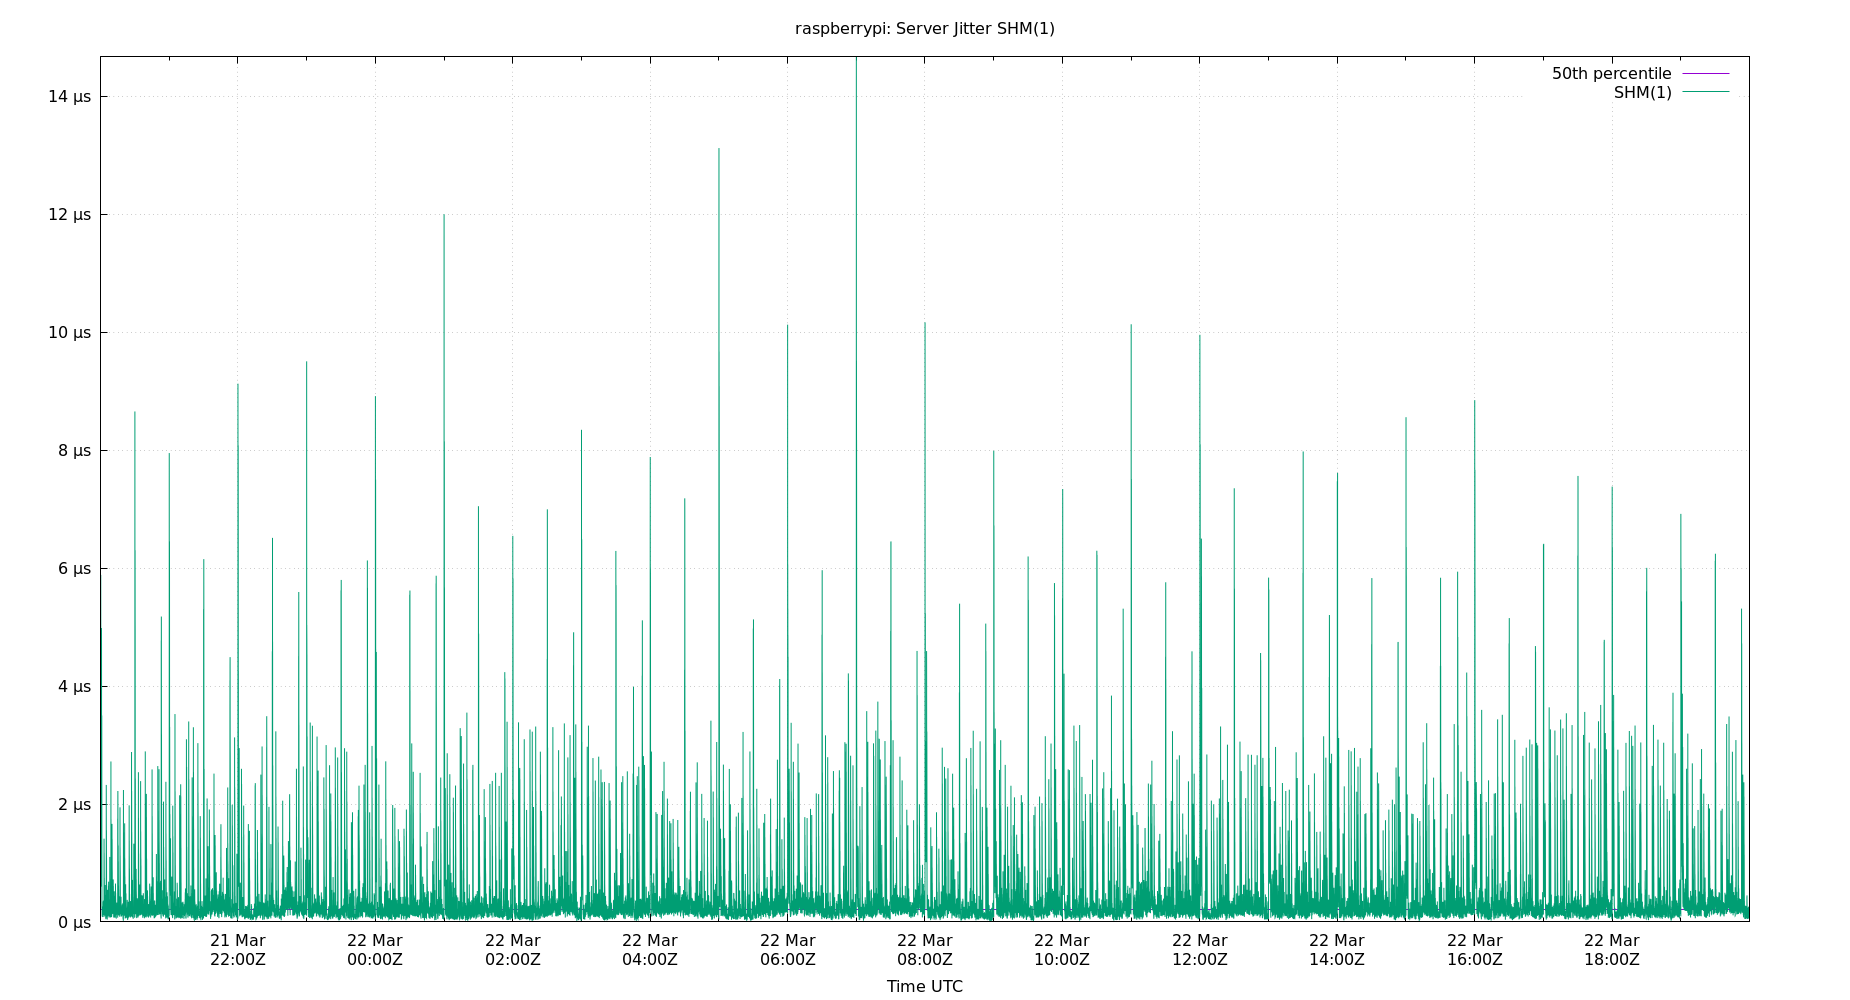 raspberrypi: Server Jitter SHM(1)
50th percentile
SHM(1)
14 µs
12 µs
10 µs
8 µs
6 µs
4 µs
2 µs
0 µs
21 Mar 22 Mar 22 Mar 22 Mar 22 Mar 22 Mar 22 Mar 22 Mar 22 Mar 22 Mar 22 Mar
22:00Z 00:00Z 02:00Z 04:00Z 06:00Z 08:00Z 10:00Z 12:00Z 14:00Z 16:00Z 18:00Z
Time UTC